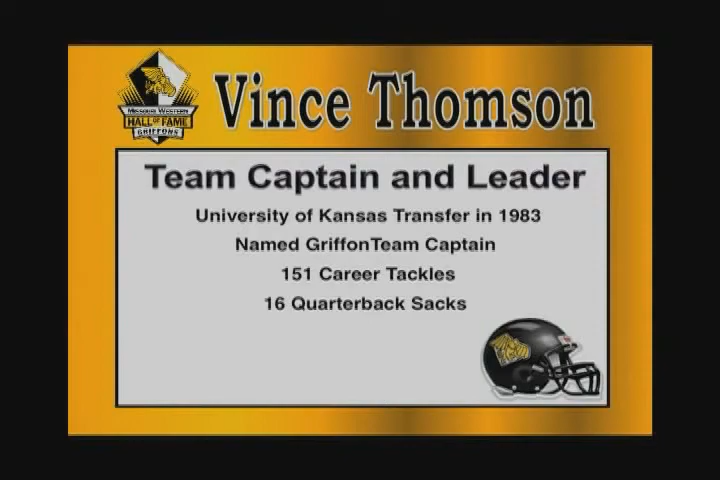 Vince Thomson
MISSOURI WESTERN
HALL OF FAME
GRIFFONS
Team Captain and Leader
University of Kansas Transfer in 1983
Named GriffonTeam Captain
151 Career Tackles
16 Quarterback Sacks